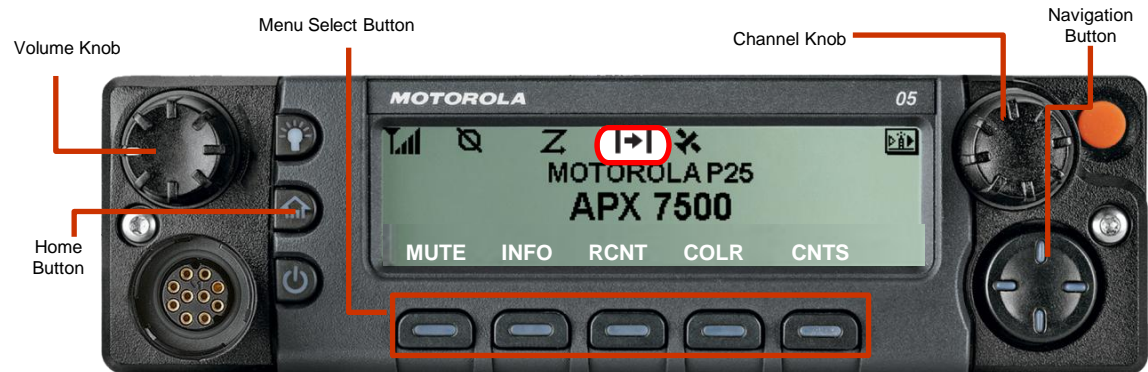 Navigation
Button
Menu Select Button
Channel Knob
Volume Knob
MOTOROLA 05
MOTOROLA P25
APX 7500
Home
Button
MUTE INFO RCNT COLR CNTS